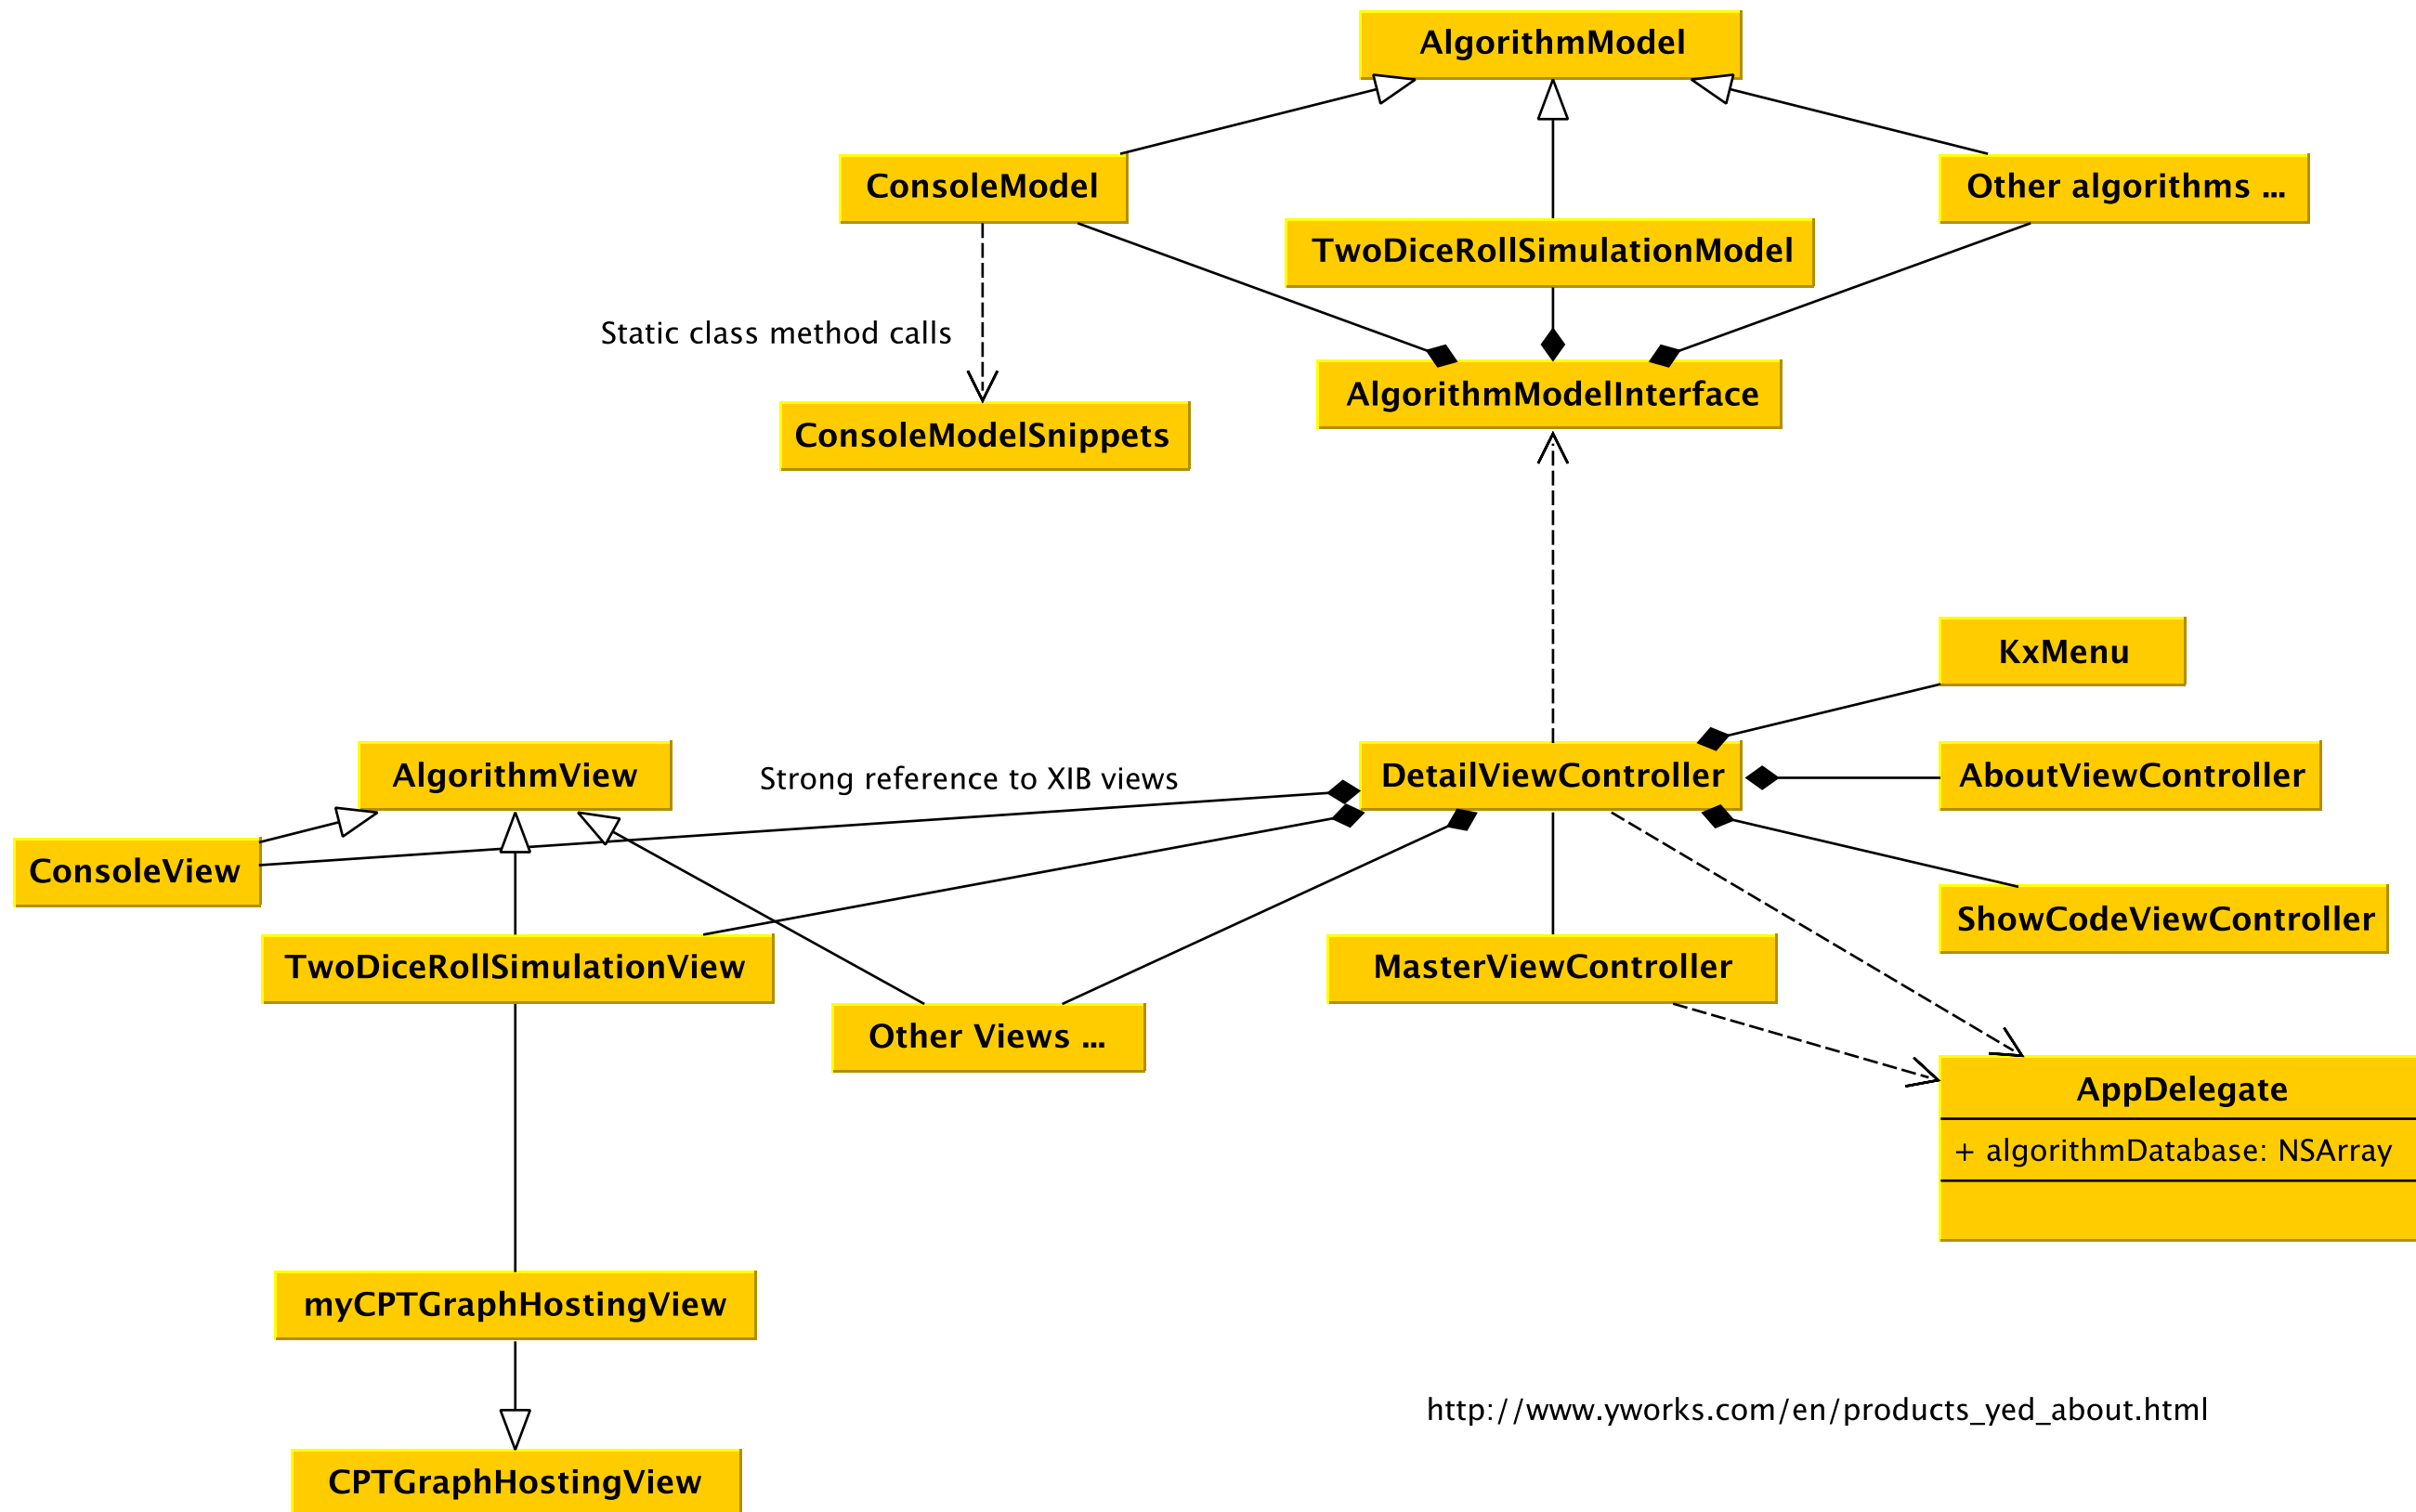 AlgorithmModel
ConsoleModel
Other algorithms ...
TwoDiceRollSimulationModel
Static class method calls
AlgorithmModelInterface
ConsoleModelSnippets
KxMenu
AlgorithmView
Strong reference to XIB views
DetailViewController
AboutViewController
ConsoleView
ShowCodeViewController
TwoDiceRollSimulationView
MasterViewController
Other Views ...
AppDelegate
+ algorithmDatabase: NSArray
myCPTGraphHostingView
http://www.yworks.com/en/products_yed_about.html
CPTGraphHostingView